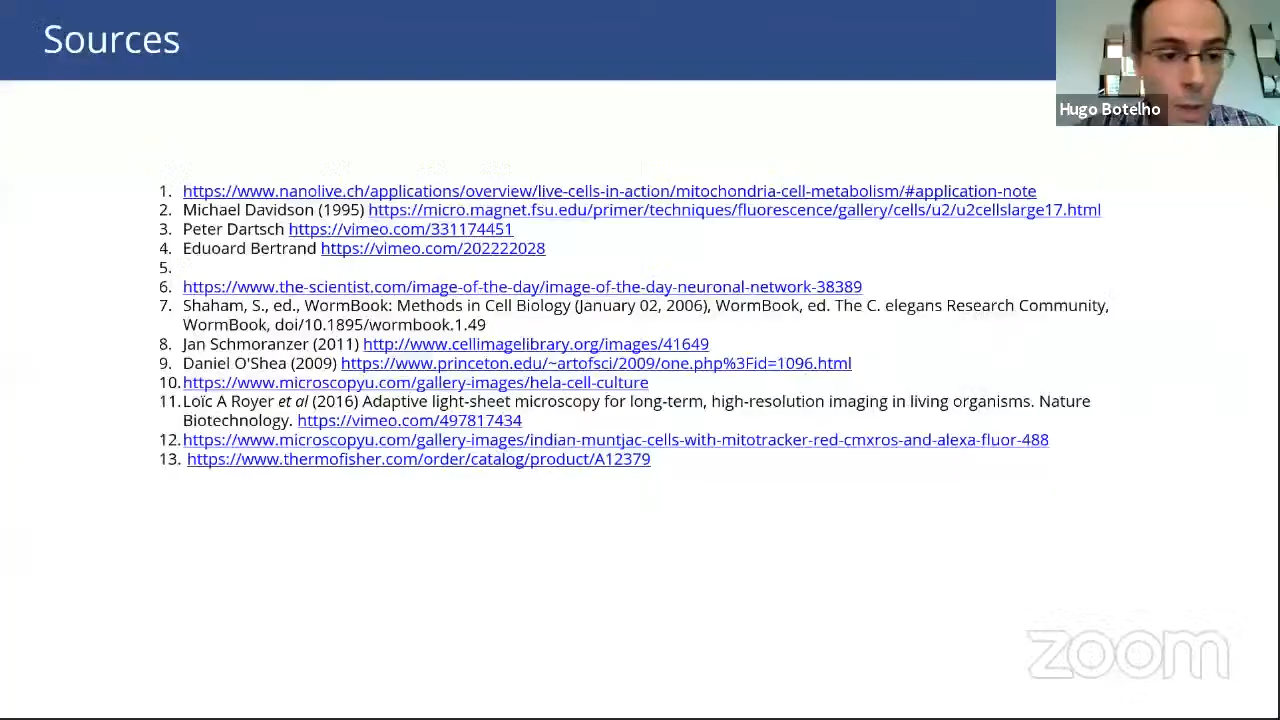 Sources
Hugo Botelho
1. https://www.nanolive.ch/applications/overview/live-cells-in-action/mitochondria-cell-metabolism/#application-note
2. Michael Davidson (1995) https://micro.magnet.fsu.edu/primer/techniques/fluorescence/gallery/cells/u2/u2cellslarge17.html
3. Peter Dartsch https://vimeo.com/331174451
4. Eduoard Bertrand https://vimeo.com/202222028
5.
6. https://www.the-scientist.com/image-of-the-day/image-of-the-day-neuronal-network-38389
7. Shaham, S., ed., WormBook: Methods in Cell Biology (January 02, 2006), WormBook, ed. The C. elegans Research Community,
WormBook, doi/10.1895/wormbook.1.49
8. Jan Schmoranzer (2011) http://www.cellimagelibrary.org/images/41649
9. Daniel O'Shea (2009) https://www.princeton.edu/~artofsci/2009/one.php%3Fid=1096.html
10. https://www.microscopyu.com/gallery-images/hela-cell-culture
11. Loïc A Royer et al (2016) Adaptive light-sheet microscopy for long-term, high-resolution imaging in living organisms. Nature
Biotechnology. https://vimeo.com/497817434
12. https://www.microscopyu.com/gallery-images/indian-muntjac-cells-with-mitotracker-red-cmxros-and-alexa-fluor-488
13. https://www.thermofisher.com/order/catalog/product/A12379
zoom